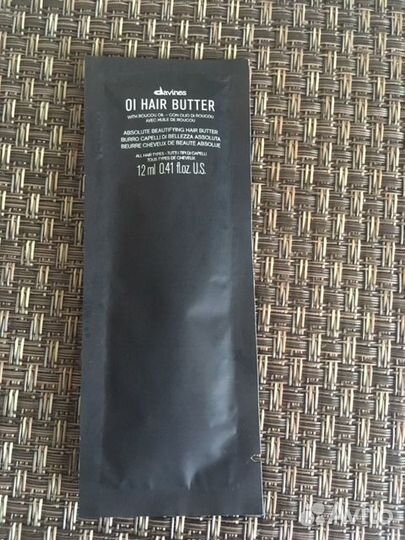 davines
OI HAIR BUTTER
WITH ROUCOU OIL - CON OLIO DI ROUCOU
AVEC HUILE DE ROUCOU
ABSOLUTE BEAUTIFYING HAIR BUTTER
BURRO CAPELLI DI BELLEZZA ASSOLUTA
BEURRE CHEVEUX DE BEAUTE ABSOLUE
ALL HAIR TYPES - TUTTI I TIPI DI CAPELLI
TOUS TYPES DE CHEVEUX
12 ml 0.41 fl.oz. U.S.
Avito